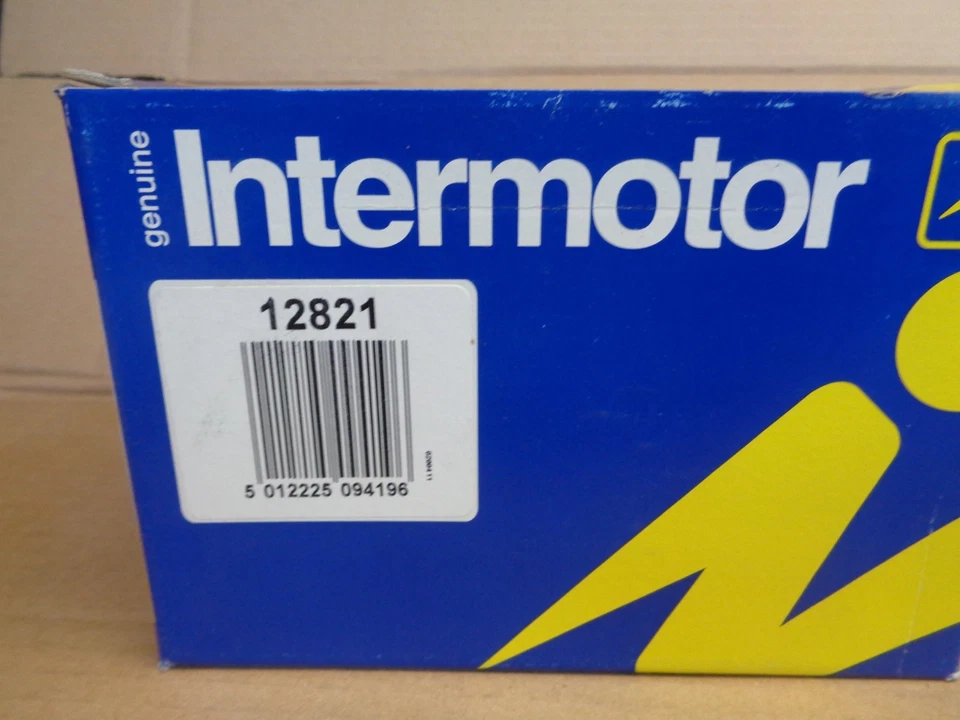 genuine
Intermotor
12821
5 012225 094196